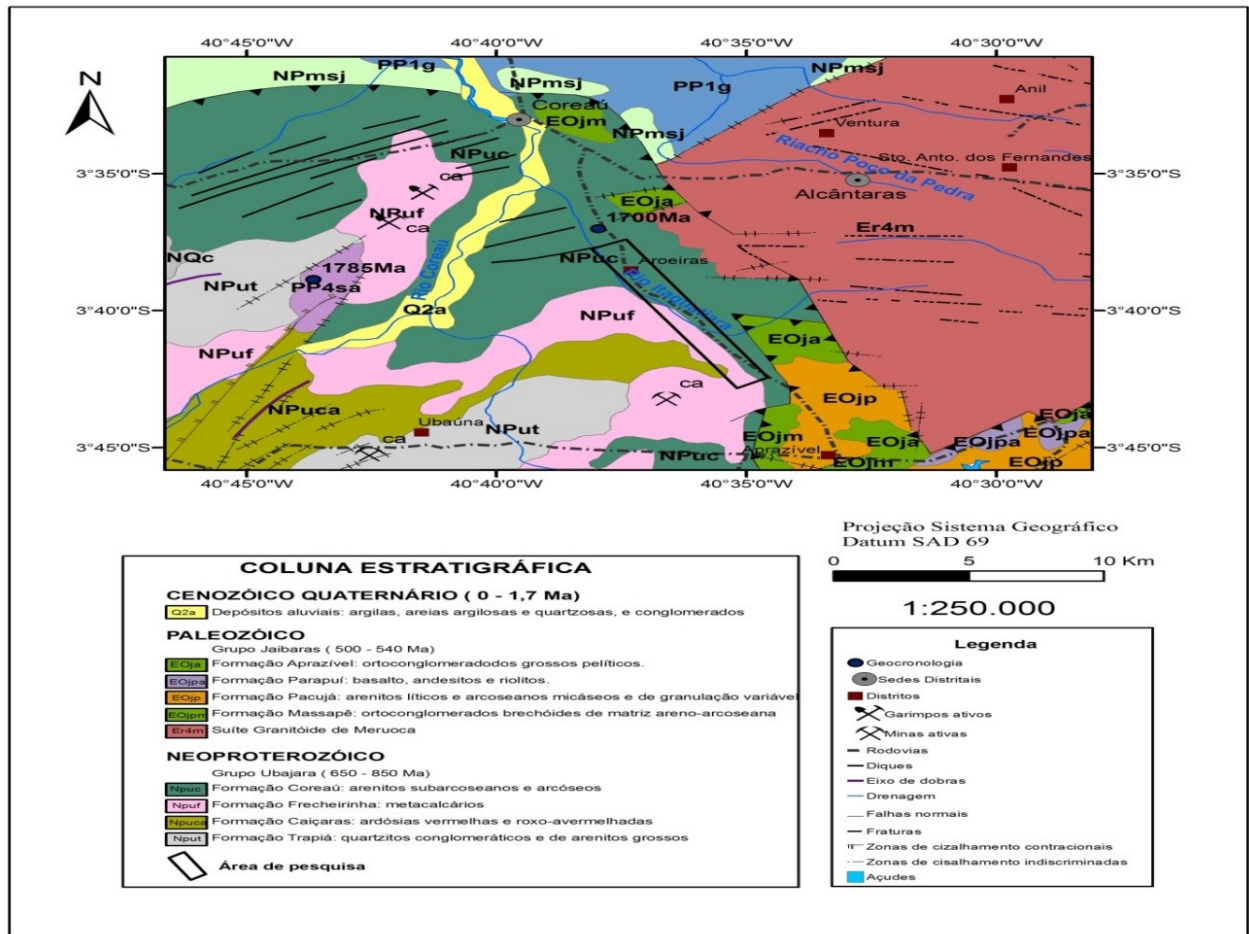 40°45'0"W 40°40'0"W 40°35'0"W 40°30'0"W
N
NPmsj PP1g NPmsj PP1g NPmsj
Anil
Coreaú
EOjm
Ventura
NPmsj
Riacho Poço da Pedra
Sto. Anto. dos Fernandes
NPuc
3°35'0"S 3°35'0"S
ca
Alcântaras
NPuf
EOja
1700Ma
ca
Er4m
NQc
NPuc
Aroeiras
1785Ma
NPut
PP4sa
Rio Coreaú
3°40'0"S 3°40'0"S
Q2a
NPuf
EOja
NPuf
ca
EOjp
NPuca
Ubaúna
NPut
EOjm
EOja
EOja
EOjpa
EOjpa
3°45'0"S 3°45'0"S
ca
NPuc
Aprazível
EOjm
EOjp
40°45'0"W 40°40'0"W 40°35'0"W 40°30'0"W
Projeção Sistema Geográfico
Datum SAD 69
0 5 10 Km
1:250.000
COLUNA ESTRATIGRÁFICA
CENOZÓICO QUATERNÁRIO ( 0 - 1,7 Ma)
Q2a Depósitos aluviais: argilas, areias argilosas e quartzosas, e conglomerados
PALEOZÓICO
Grupo Jaibaras ( 500 - 540 Ma)
EOja Formação Aprazível: ortoconglomeradodos grossos pelíticos.
EOjpa Formação Parapuí: basalto, andesitos e riolitos.
EOjp Formação Pacujá: arenitos líticos e arcoseanos micáseos e de granulação variável
EOjpm Formação Massapê: ortoconglomerados brechóides de matriz areno-arcoseana
Er4m Suíte Granitóide de Meruoca
NEOPROTEROZÓICO
Grupo Ubajara ( 650 - 850 Ma)
Npuc Formação Coreaú: arenitos subarcoseanos e arcóseos
Npuf Formação Frecheirinha: metacalcários
Npuca Formação Caiçaras: ardósias vermelhas e roxo-avermelhadas
Nput Formação Trapiá: quartzitos conglomeráticos e de arenitos grossos
Área de pesquisa
Legenda
Geocronologia
Sedes Distritais
Distritos
Garimpos ativos
Minas ativas
Rodovias
Diques
Eixo de dobras
Drenagem
Falhas normais
Fraturas
Zonas de cizalhamento contracionais
Zonas de cisalhamento indiscriminadas
Açudes